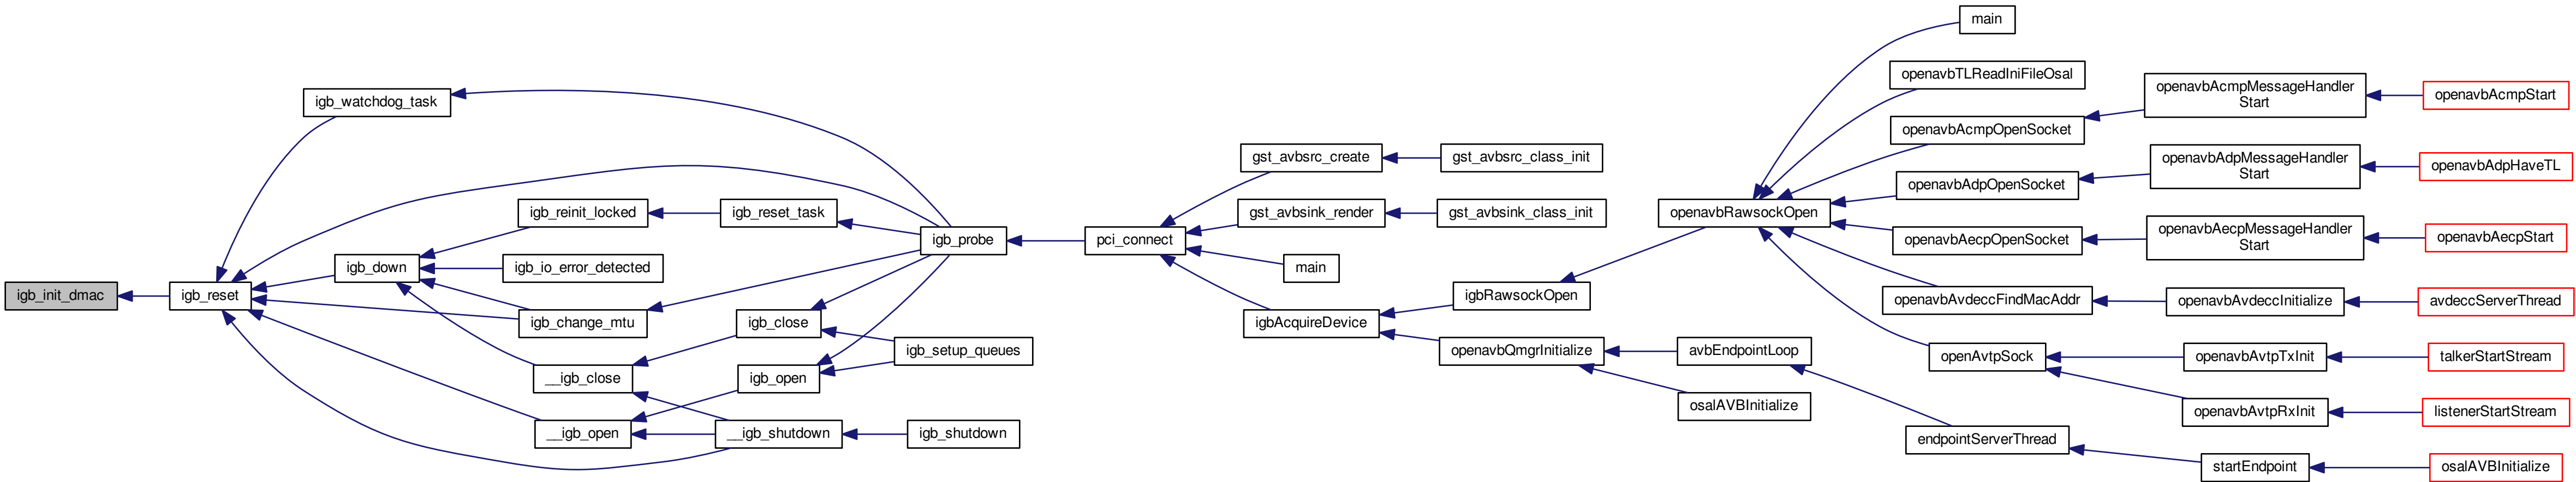 main
openavbTLReadIniFileOsal
openavbAcmpMessageHandler
Start
openavbAcmpStart
igb_watchdog_task
openavbAcmpOpenSocket
gst_avbsrc_create
gst_avbsrc_class_init
openavbAdpMessageHandler
Start
openavbAdpHaveTL
openavbAdpOpenSocket
igb_reinit_locked
igb_reset_task
gst_avbsink_render
gst_avbsink_class_init
openavbRawsockOpen
igb_probe
pci_connect
openavbAecpOpenSocket
openavbAecpMessageHandler
Start
openavbAecpStart
igb_down
igb_io_error_detected
main
igb_init_dmac
igb_reset
igbRawsockOpen
openavbAvdeccFindMacAddr
openavbAvdeccInitialize
avdeccServerThread
igb_change_mtu
igb_close
igbAcquireDevice
igb_setup_queues
openavbQmgrInitialize
avbEndpointLoop
openAvtpSock
openavbAvtpTxInit
talkerStartStream
__igb_close
igb_open
osalAVBInitialize
openavbAvtpRxInit
listenerStartStream
__igb_open
__igb_shutdown
igb_shutdown
endpointServerThread
startEndpoint
osalAVBInitialize